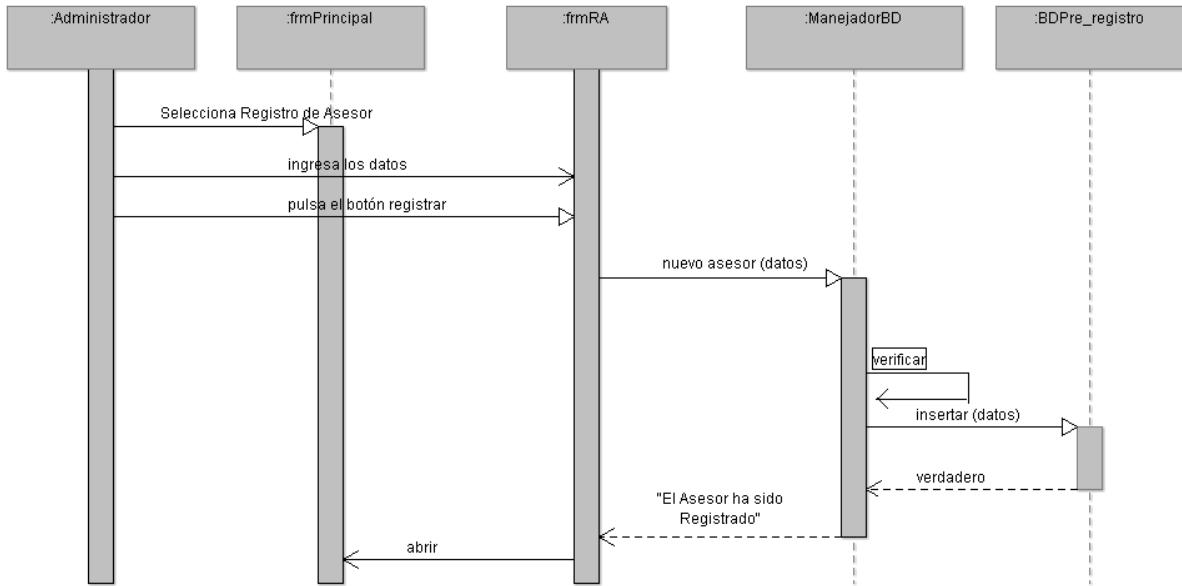 :Administrador
:frmPrincipal
:frmRA
:ManejadorBD
:BDPre_registro
Selecciona Registro de Asesor
ingresa los datos
pulsa el botón registrar
nuevo asesor (datos)
verificar
insertar (datos)
verdadero
"El Asesor ha sido
Registrado"
abrir